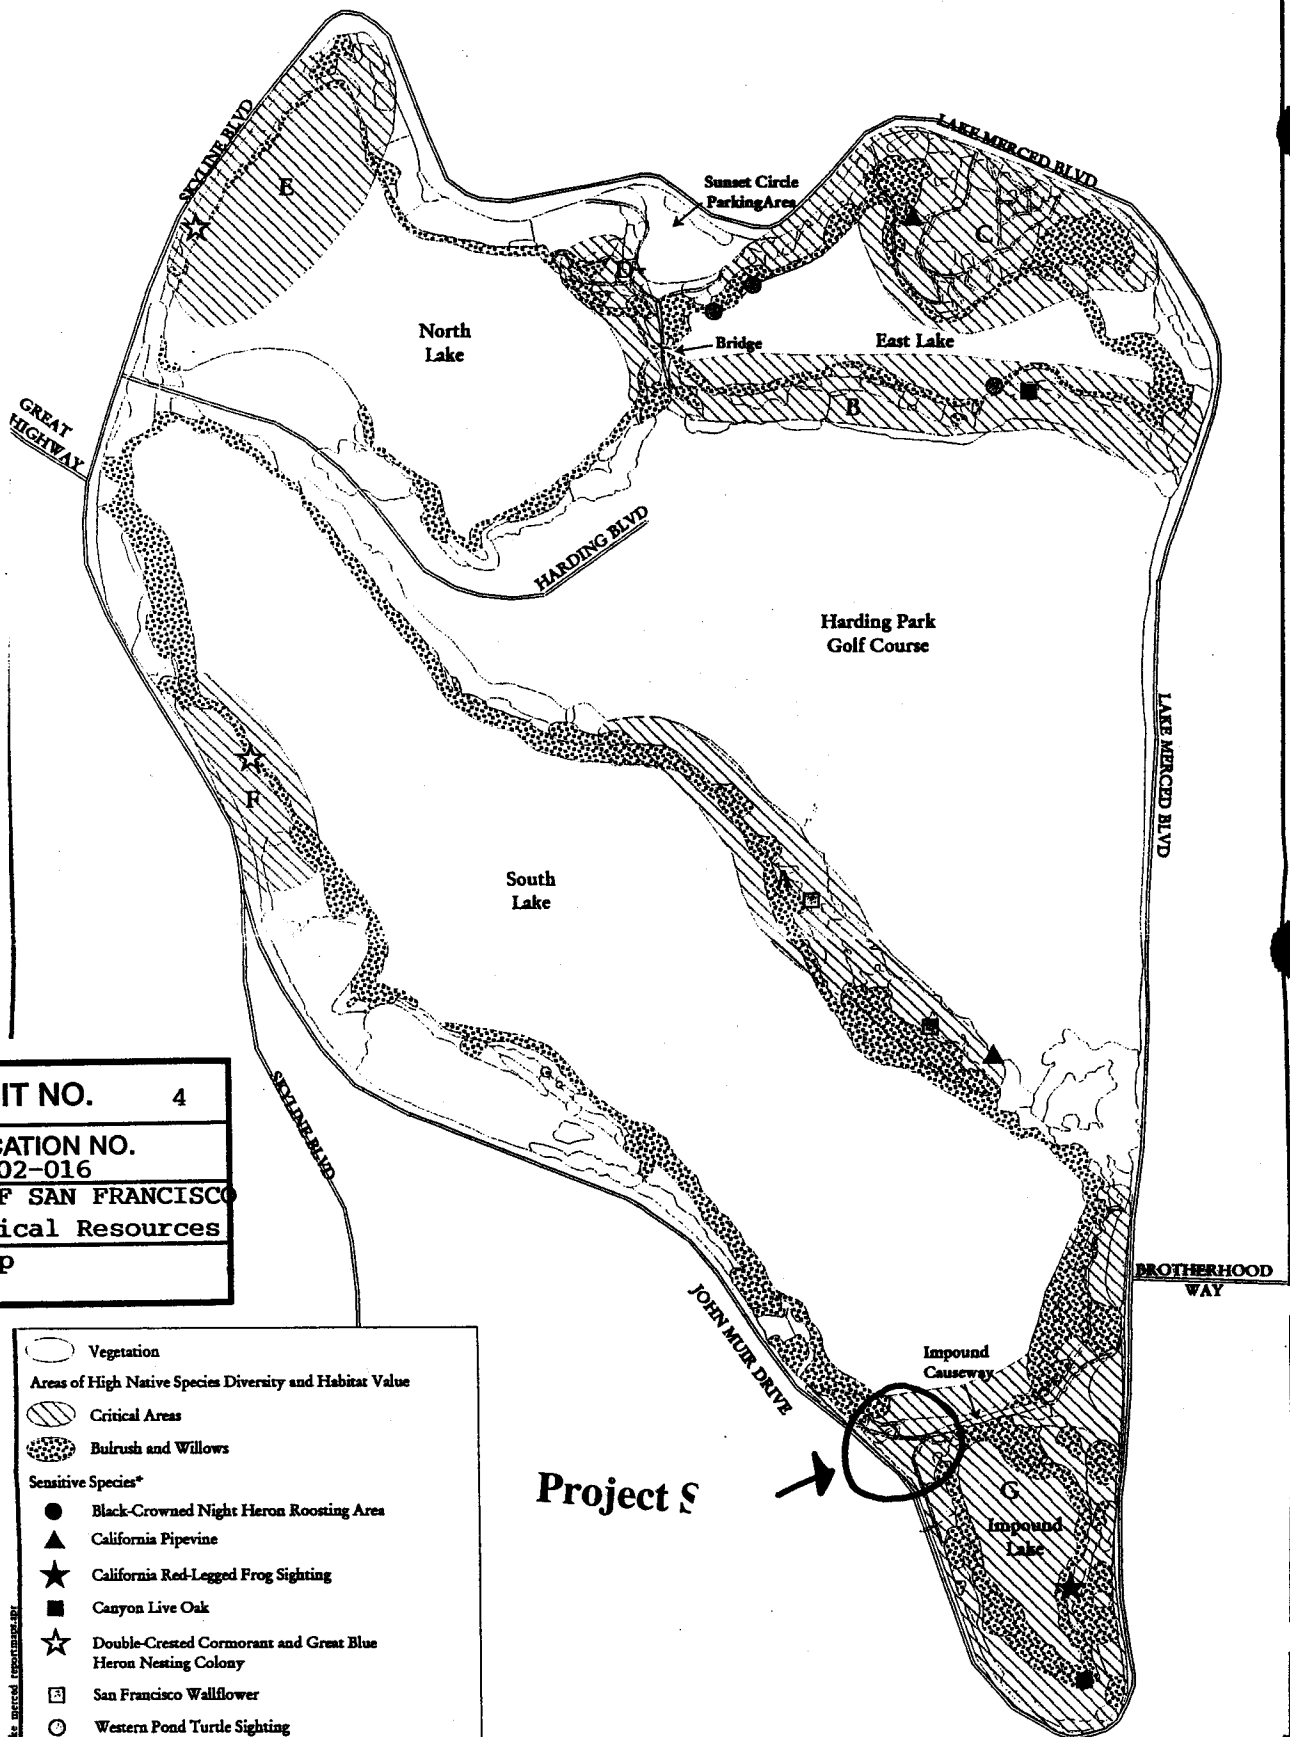 SKYLINE BLVD
E
LAKE MERCED BLVD
Sunset Circle
ParkingArea
C
D
North
Lake
Bridge
East Lake
B
GREAT
HIGHWAY
HARDING BLVD
Harding Park
Golf Course
LAKE MERCED BLVD
F
A
South
Lake
IT NO. 4
CATION NO.
02-016
F SAN FRANCISCO
ical Resources
p
SKYLINE BLVD
BROTHERHOOD
WAY
JOHN MUIR DRIVE
Impound
Causeway
Project S
G
Impound
Lake
Vegetation
Areas of High Native Species Diversity and Habitat Value
Critical Areas
Bulrush and Willows
Sensitive Species*
Black-Crowned Night Heron Roosting Area
California Pipevine
California Red-Legged Frog Sighting
Canyon Live Oak
Double-Crested Cormorant and Great Blue
Heron Nesting Colony
San Francisco Wallflower
Western Pond Turtle Sighting